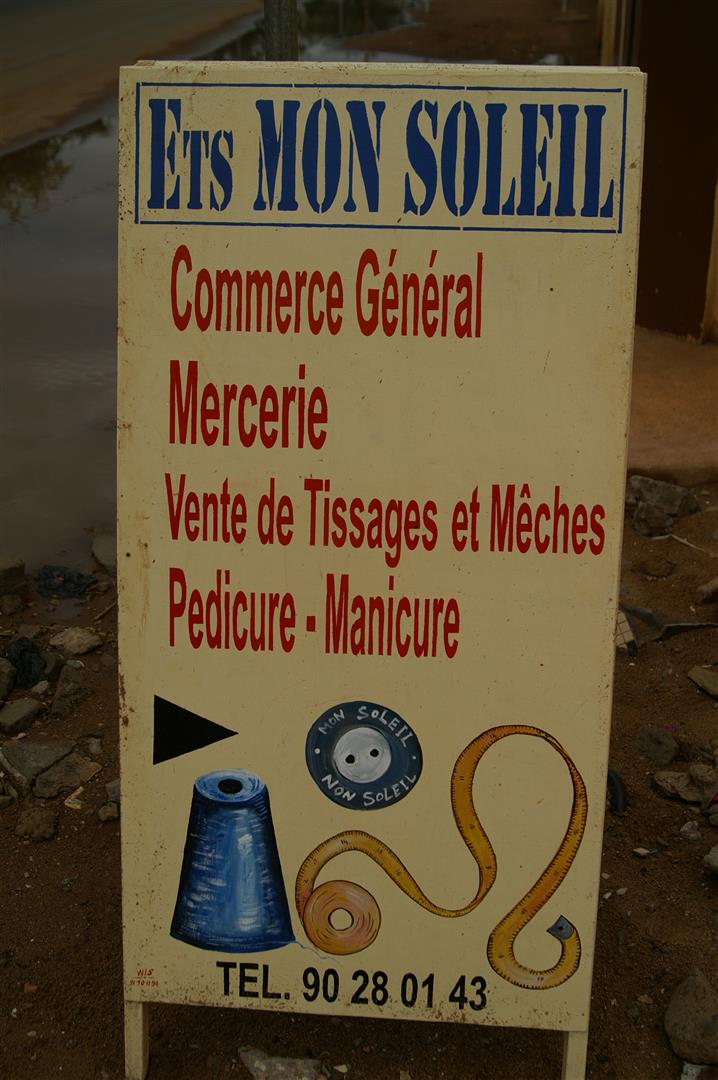 Ets MON SOLEIL
Commerce Général
Mercerie
Vente de Tissages et Mêches
Pedicure - Manicure
MON SOLEIL
NON SOLEIL
TEL. 90 28 01 43